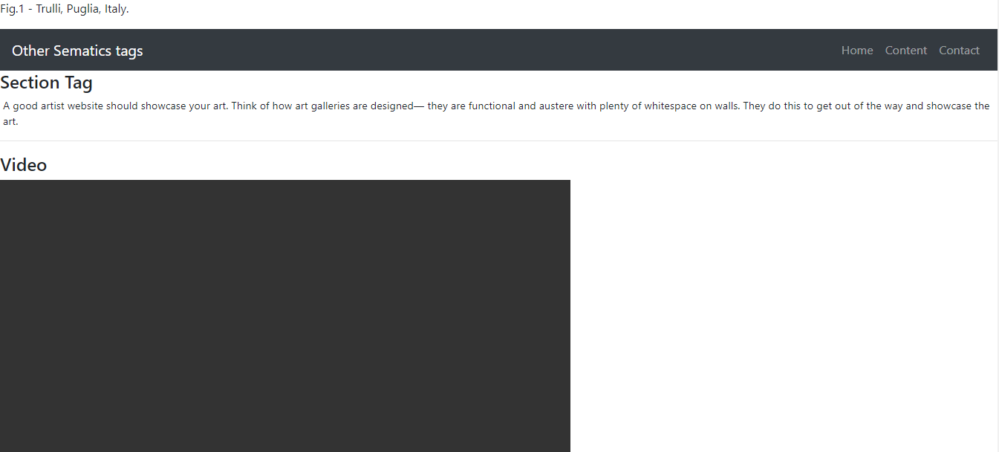 Fig.1 - Trulli, Puglia, Italy.
Other Sematics tags Home Content Contact
Section Tag
A good artist website should showcase your art. Think of how art galleries are designed— they are functional and austere with plenty of whitespace on walls. They do this to get out of the way and showcase the
art.
Video